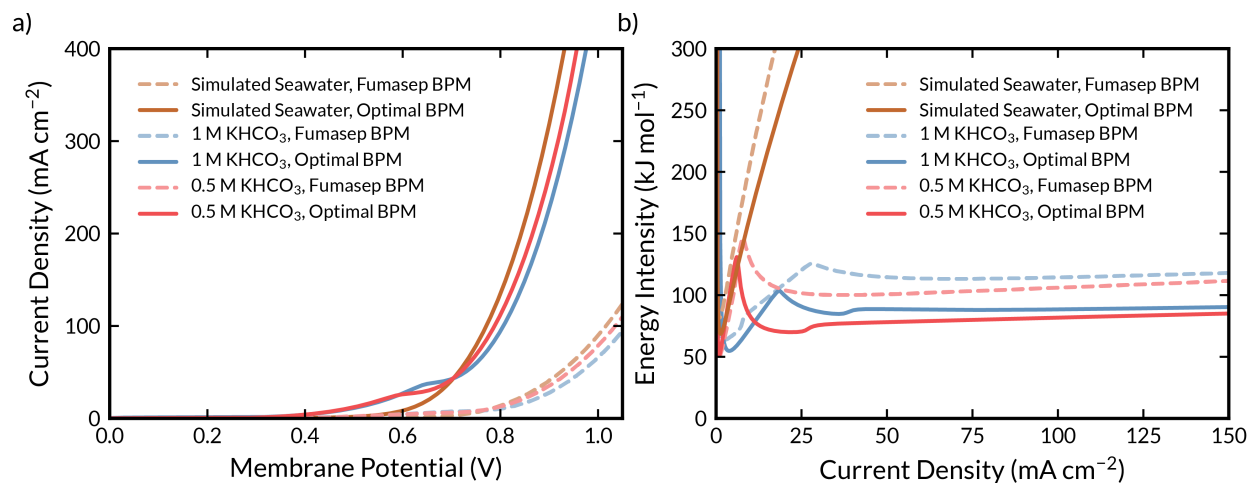 a)
Current Density (mA cm⁻²)
400
300
200
100
0
Simulated Seawater, Fumasep BPM
Simulated Seawater, Optimal BPM
1 M KHCO₃, Fumasep BPM
1 M KHCO₃, Optimal BPM
0.5 M KHCO₃, Fumasep BPM
0.5 M KHCO₃, Optimal BPM
0.0 0.2 0.4 0.6 0.8 1.0
Membrane Potential (V)
b)
Energy Intensity (kJ mol⁻¹)
300
250
200
150
100
50
0
Simulated Seawater, Fumasep BPM
Simulated Seawater, Optimal BPM
1 M KHCO₃, Fumasep BPM
1 M KHCO₃, Optimal BPM
0.5 M KHCO₃, Fumasep BPM
0.5 M KHCO₃, Optimal BPM
0 25 50 75 100 125 150
Current Density (mA cm⁻²)